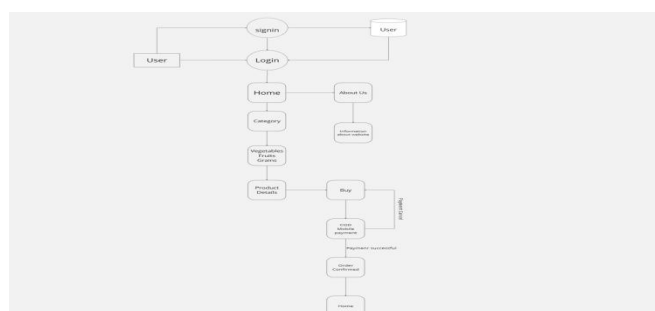 signin
User
User
Login
Home
About Us
Category
Information
about website
Vegetables
Fruits
Grains
Product
Details
Buy
Mobile
payment
Payment successful
Order
Confirmed
Home